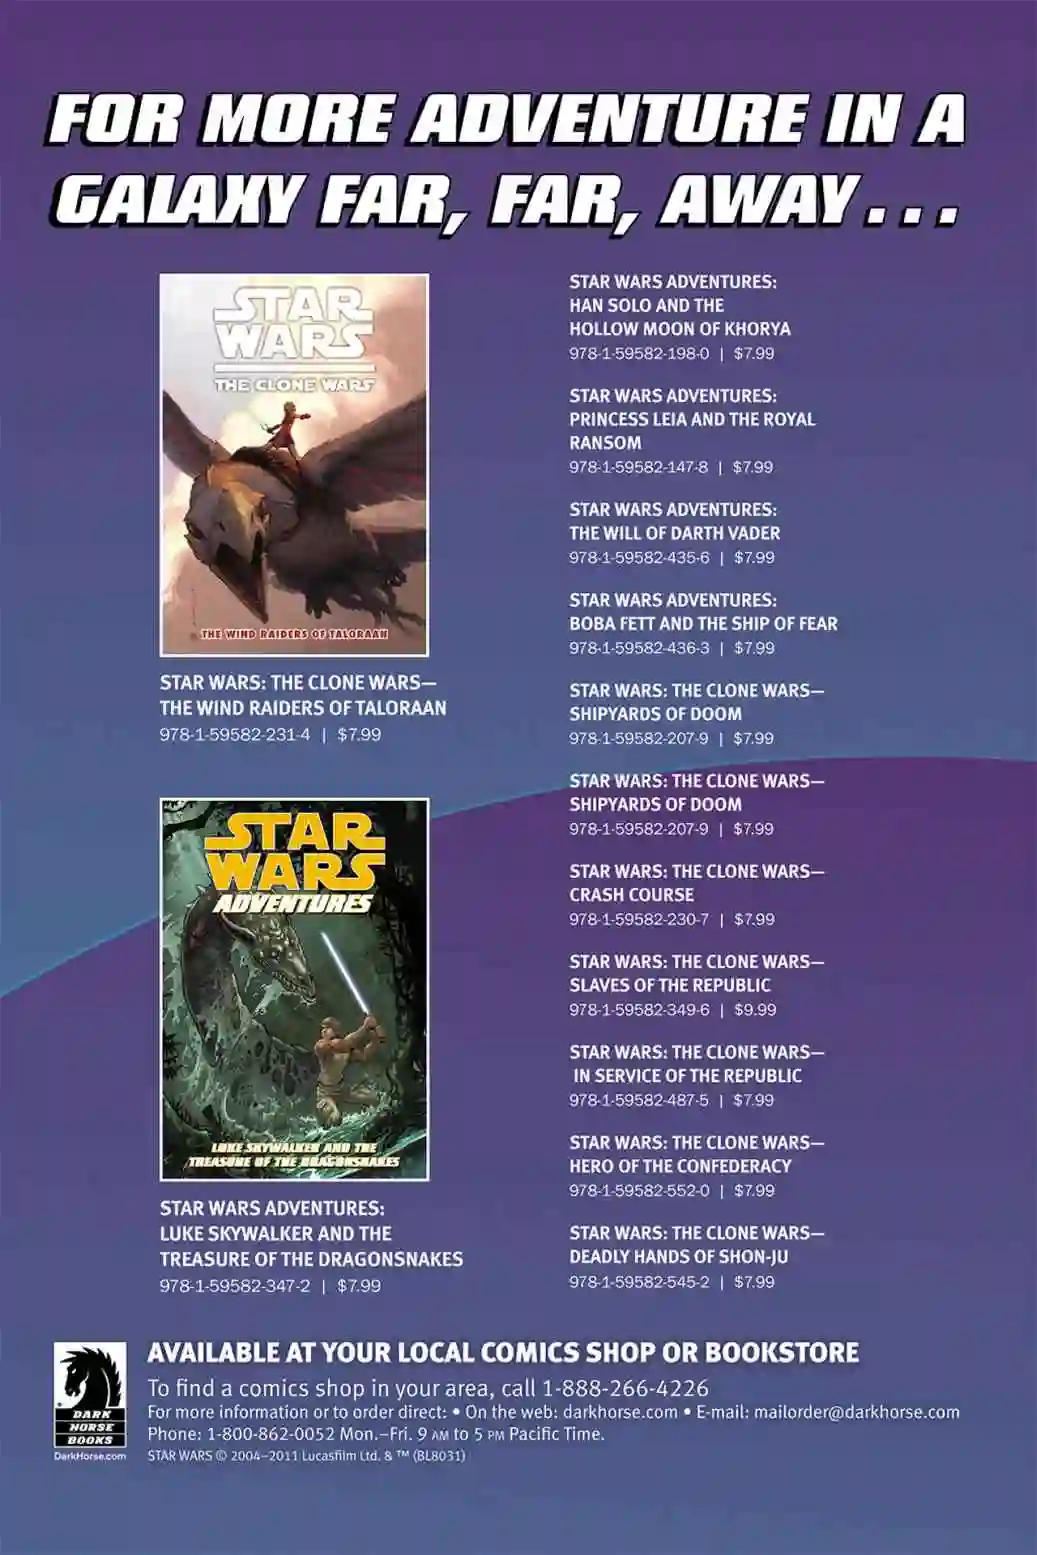 FOR MORE ADVENTURE IN A
GALAXY FAR, FAR, AWAY . . .
STAR
WARS
THE CLONE WARS
THE WIND RAIDERS OF TALORAAN
STAR WARS: THE CLONE WARS—
THE WIND RAIDERS OF TALORAAN
978-1-59582-231-4 | $7.99
STAR
WARS
ADVENTURES
LUKE SKYWALKER AND THE
TREASURE OF THE DRAGONSNAKES
STAR WARS ADVENTURES:
LUKE SKYWALKER AND THE
TREASURE OF THE DRAGONSNAKES
978-1-59582-347-2 | $7.99
STAR WARS ADVENTURES:
HAN SOLO AND THE
HOLLOW MOON OF KHORYA
978-1-59582-198-0 | $7.99
STAR WARS ADVENTURES:
PRINCESS LEIA AND THE ROYAL
RANSOM
978-1-59582-147-8 | $7.99
STAR WARS ADVENTURES:
THE WILL OF DARTH VADER
978-1-59582-435-6 | $7.99
STAR WARS ADVENTURES:
BOBA FETT AND THE SHIP OF FEAR
978-1-59582-436-3 | $7.99
STAR WARS: THE CLONE WARS—
SHIPYARDS OF DOOM
978-1-59582-207-9 | $7.99
STAR WARS: THE CLONE WARS—
SHIPYARDS OF DOOM
978-1-59582-207-9 | $7.99
STAR WARS: THE CLONE WARS—
CRASH COURSE
978-1-59582-230-7 | $7.99
STAR WARS: THE CLONE WARS—
SLAVES OF THE REPUBLIC
978-1-59582-349-6 | $9.99
STAR WARS: THE CLONE WARS—
IN SERVICE OF THE REPUBLIC
978-1-59582-487-5 | $7.99
STAR WARS: THE CLONE WARS—
HERO OF THE CONFEDERACY
978-1-59582-552-0 | $7.99
STAR WARS: THE CLONE WARS—
DEADLY HANDS OF SHON-JU
978-1-59582-545-2 | $7.99
DARK
HORSE
BOOKS
DarkHorse.com
AVAILABLE AT YOUR LOCAL COMICS SHOP OR BOOKSTORE
To find a comics shop in your area, call 1-888-266-4226
For more information or to order direct: • On the web: darkhorse.com • E-mail: mailorder@darkhorse.com
Phone: 1-800-862-0052 Mon.–Fri. 9 AM to 5 PM Pacific Time.
STAR WARS © 2004–2011 Lucasfilm Ltd. & ™ (BL8031)